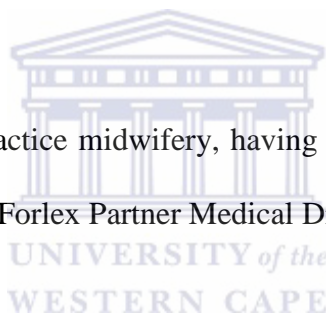 actice midwifery, having
Forlex Partner Medical D
UNIVERSITY of the
WESTERN CAPE